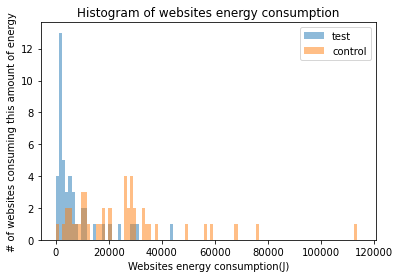 Histogram of websites energy consumption
# of websites consuming this amount of energy
12
10
8
6
4
2
0
test
control
0 20000 40000 60000 80000 100000 120000
Websites energy consumption(J)